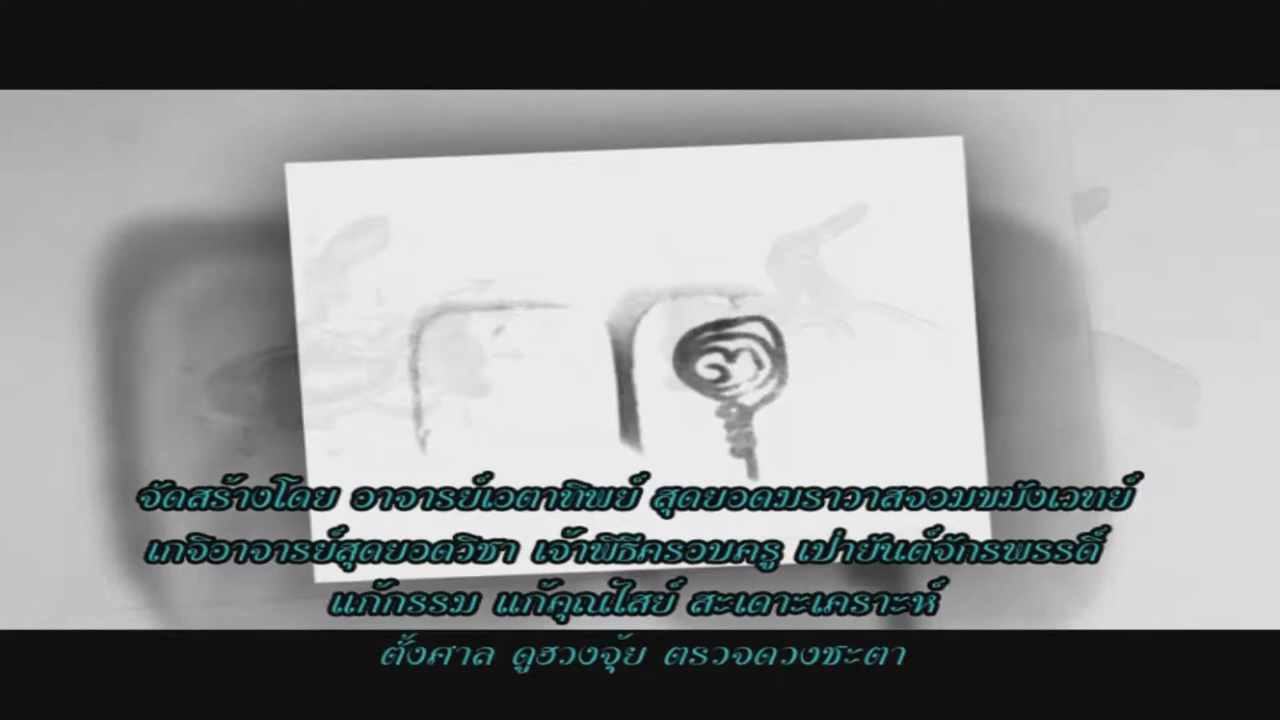 จัดสร้างโดย อาจารย์เวตาทิพย์ สุดยอดฆราวาสจอมขมังเวทย์
เกจิอาจารย์สุดยอดวิชา เจ้าพิธีครอบครู เป่ายันต์จักรพรรดิ์
แก้กรรม แก้คุณไสย์ สะเดาะเคราะห์
ตั้งศาล ดูฮวงจุ้ย ตรวจดวงชะตา